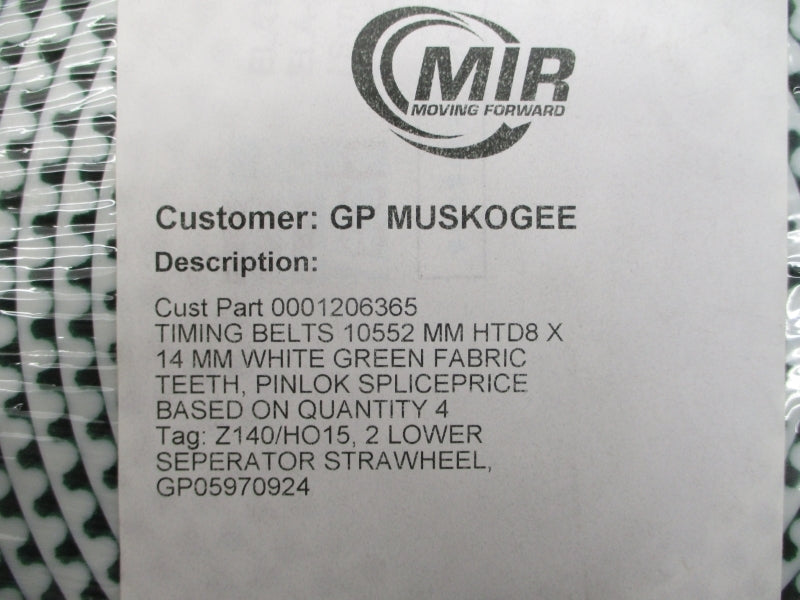 MIR
MOVING FORWARD
Customer: GP MUSKOGEE
Description:
Cust Part 0001206365
TIMING BELTS 10552 MM HTD8 X
14 MM WHITE GREEN FABRIC
TEETH, PINLOK SPLICEPRICE
BASED ON QUANTITY 4
Tag: Z140/HO15, 2 LOWER
SEPERATOR STRAWHEEL,
GP05970924